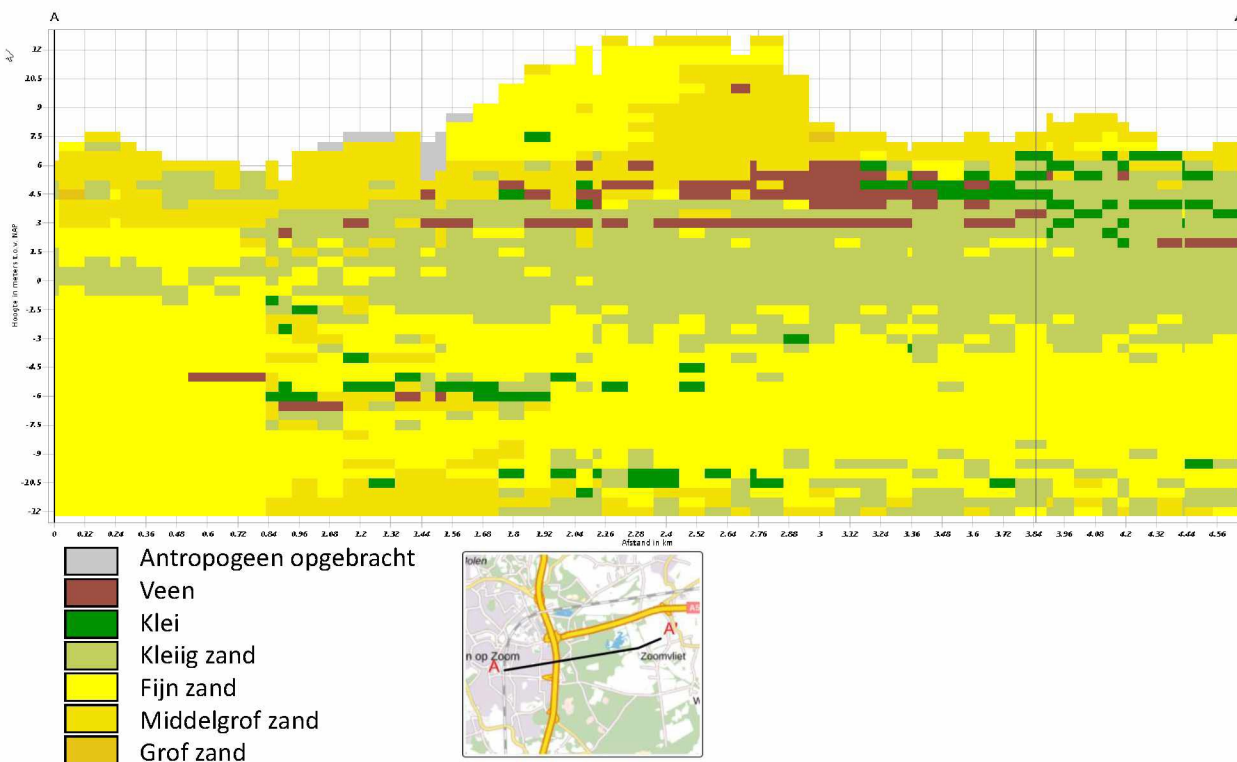 A
12
10.5
9
7.5
6
4.5
3
1.5
0
-1.5
-3
-4.5
-6
-7.5
-9
-10.5
-12
Hoogte in meters t.o.v. NAP
0 0.12 0.24 0.36 0.48 0.6 0.72 0.84 0.96 1.08 1.2 1.32 1.44 1.56 1.68 1.8 1.92 2.04 2.16 2.28 2.4 2.52 2.64 2.76 2.88 3 3.12 3.24 3.36 3.48 3.6 3.72 3.84 3.96 4.08 4.2 4.32 4.44 4.56
Afstand in km
Antropogeen opgebracht
Veen
Klei
Kleiig zand
Fijn zand
Middelgrof zand
Grof zand
lolen
A'
n op Zoom
A
Zoomvliet